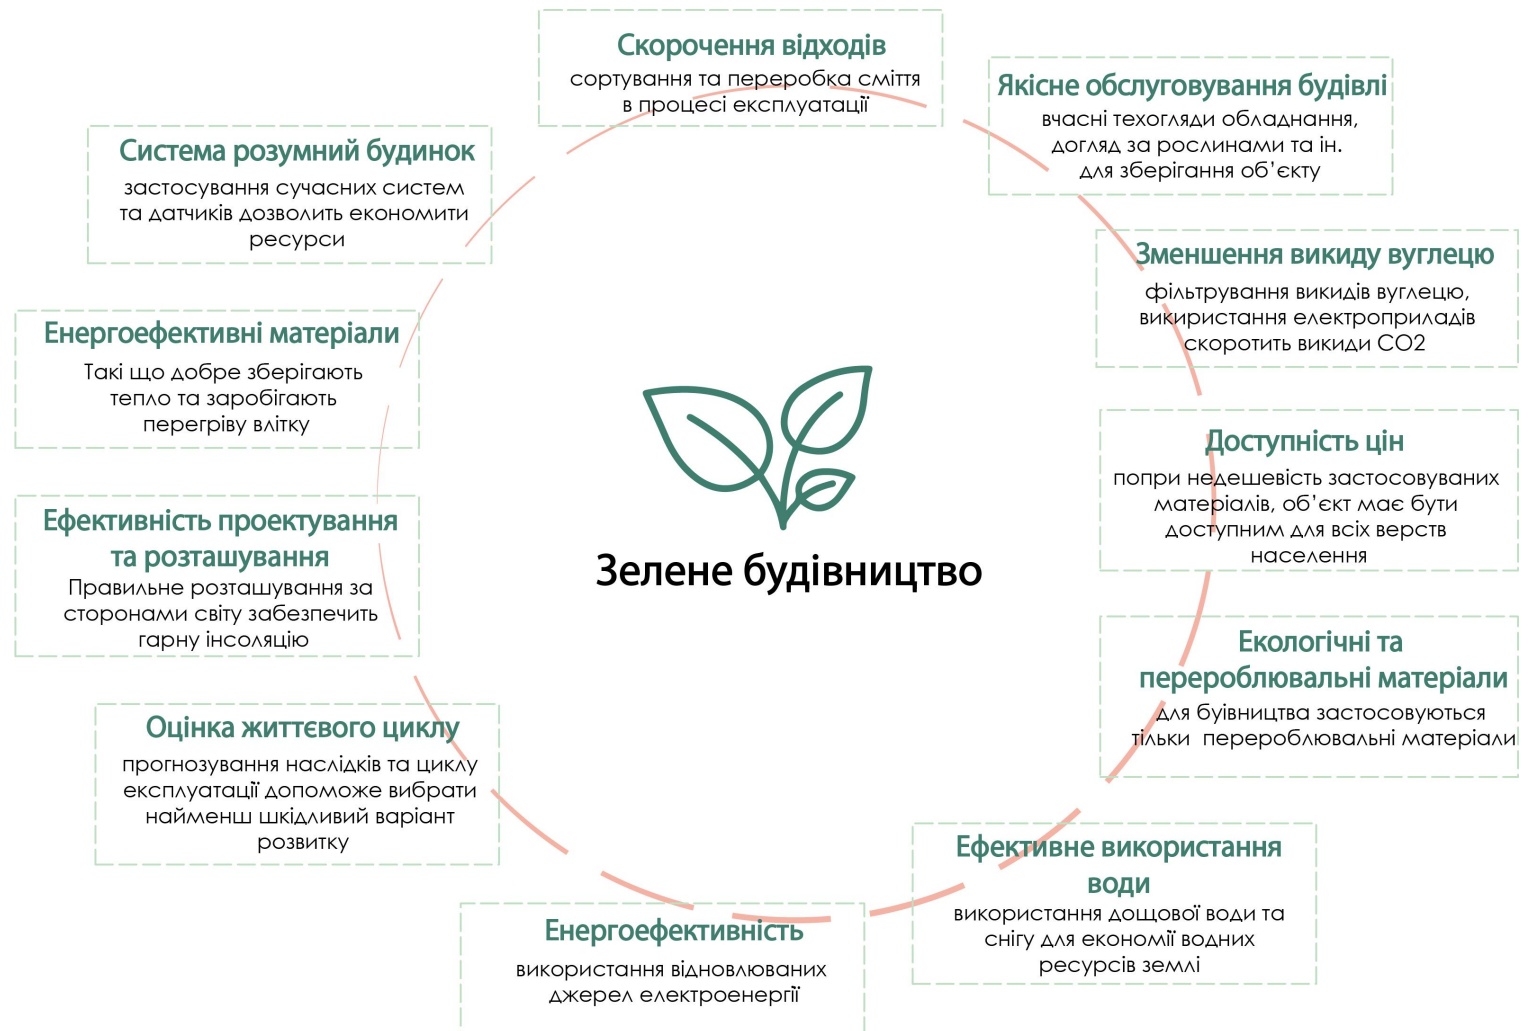 Скорочення відходів
сортування та переробка сміття
в процесі експлуатації
Якісне обслуговування будівлі
вчасні техогляди обладнання,
догляд за рослинами та ін.
для зберігання об'єкту
Зменшення викиду вуглецю
фільтрування викидів вуглецю,
викиристання електроприладів
скоротить викиди СО2
Доступність цін
попри недешевість застосовуваних
матеріалів, об'єкт має бути
доступним для всіх верств
населення
Екологічні та
перероблювальні матеріали
для буівництва застосовуються
тільки перероблювальні матеріали
Ефективне використання
води
використання дощової води та
снігу для економії водних
ресурсів землі
Енергоефективність
використання відновлюваних
джерел електроенергії
Оцінка життєвого циклу
прогнозування наслідків та циклу
експлуатації допоможе вибрати
найменш шкідливий варіант
розвитку
Ефективність проектування
та розташування
Правильне розташування за
сторонами світу забезпечить
гарну інсоляцію
Енергоефективні матеріали
Такі що добре зберігають
тепло та заробігають
перегріву влітку
Система розумний будинок
застосування сучасних систем
та датчиків дозволить економити
ресурси
Зелене будівництво